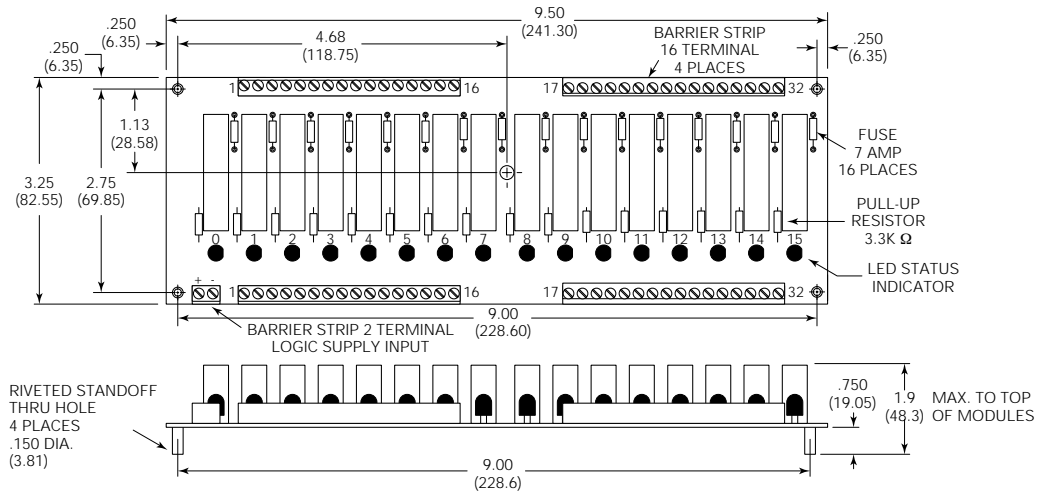 9.50
(241.30)
.250
(6.35)
4.68
(118.75)
BARRIER STRIP
16 TERMINAL
4 PLACES
.250
(6.35)
.250
(6.35)
1
16
17
32
1.13
(28.58)
FUSE
7 AMP
16 PLACES
3.25
(82.55)
2.75
(69.85)
PULL-UP
RESISTOR
3.3K Ω
0 1 2 3 4 5 6 7 8 9 10 11 12 13 14 15
LED STATUS
INDICATOR
+ -
1
16
17
32
BARRIER STRIP 2 TERMINAL
LOGIC SUPPLY INPUT
9.00
(228.60)
RIVETED STANDOFF
THRU HOLE
4 PLACES
.150 DIA.
(3.81)
.750
(19.05)
1.9
(48.3)
MAX. TO TOP
OF MODULES
9.00
(228.6)